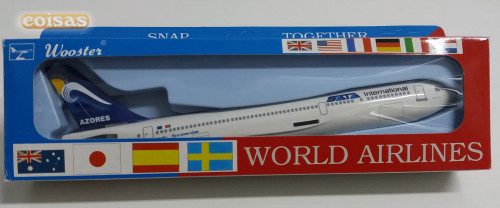 coisas
Wooster
SNAP TOGETHER
AZORES
SATA International
WORLD AIRLINES